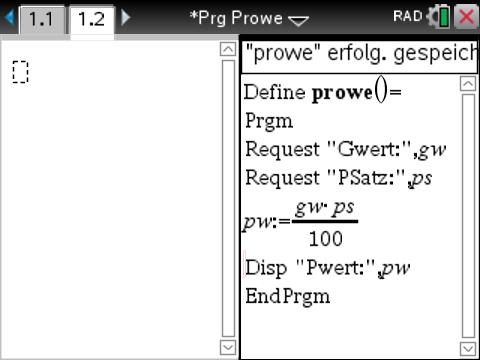 1.1 1.2 *Prg Prowe RAD
"prowe" erfolg. gespeich
Define prowe()=
Prgm
Request "Gwert:",gw
Request "PSatz:",ps
pw:=gw·ps/100
Disp "Pwert:",pw
EndPrgm